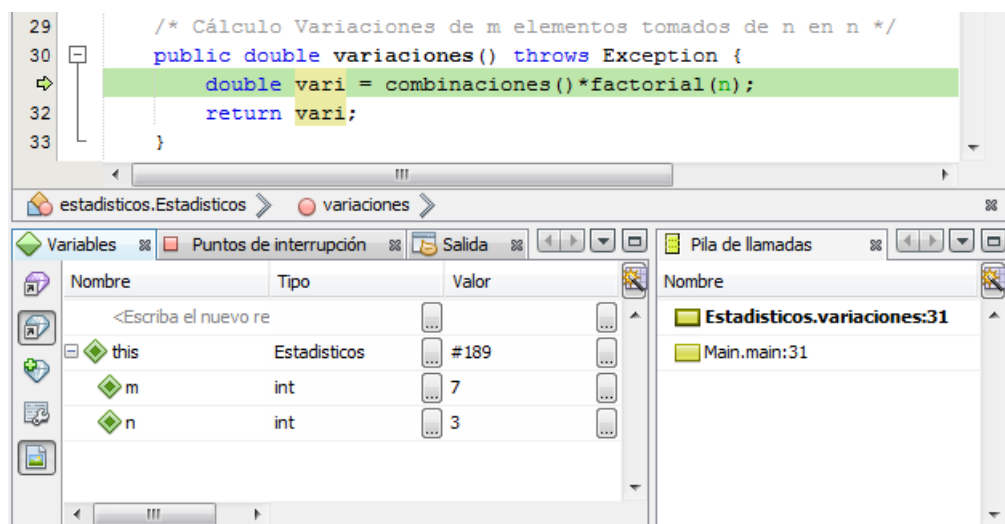 29 /* Cálculo Variaciones de m elementos tomados de n en n */
30 public double variaciones() throws Exception {
double vari = combinaciones()*factorial(n);
32 return vari;
33 }
estadisticos.Estadisticos variaciones
Variables Puntos de interrupción Salida Pila de llamadas
Nombre Tipo Valor Nombre
<Escriba el nuevo re ... ... Estadisticos.variaciones:31
this Estadisticos ... #189 ... Main.main:31
m int ... 7 ...
n int ... 3 ...